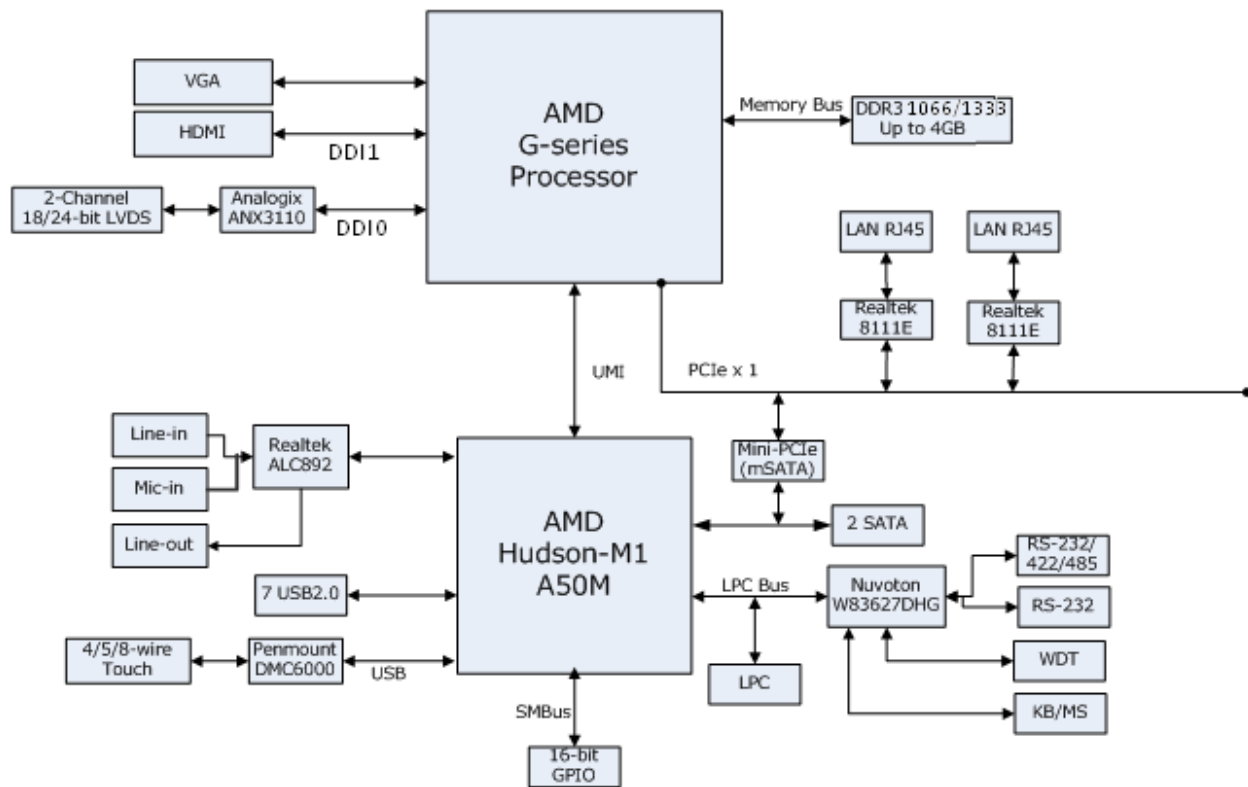 VGA
HDMI
DDI1
2-Channel
18/24-bit LVDS
Analogix
ANX3110
DDI0
AMD
G-series
Processor
Memory Bus
DDR3 1066/1333
Up to 4GB
LAN RJ45
LAN RJ45
Realtek
8111E
Realtek
8111E
UMI
PCIe x 1
Line-in
Mic-in
Line-out
Realtek
ALC892
7 USB2.0
4/5/8-wire
Touch
Penmount
DMC6000
USB
AMD
Hudson-M1
A50M
Mini-PCIe
(mSATA)
2 SATA
LPC Bus
Nuvoton
W83627DHG
RS-232/
422/485
RS-232
WDT
KB/MS
LPC
SMBus
16-bit
GPIO